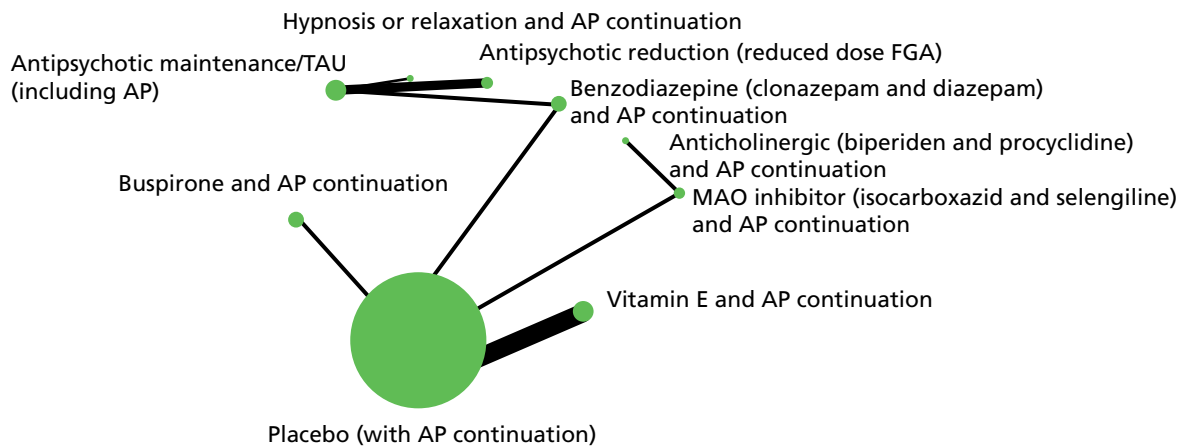 Hypnosis or relaxation and AP continuation
Antipsychotic reduction (reduced dose FGA)
Antipsychotic maintenance/TAU
(including AP)
Benzodiazepine (clonazepam and diazepam)
and AP continuation
Anticholinergic (biperiden and procyclidine)
and AP continuation
Buspirone and AP continuation
MAO inhibitor (isocarboxazid and selengiline)
and AP continuation
Vitamin E and AP continuation
Placebo (with AP continuation)